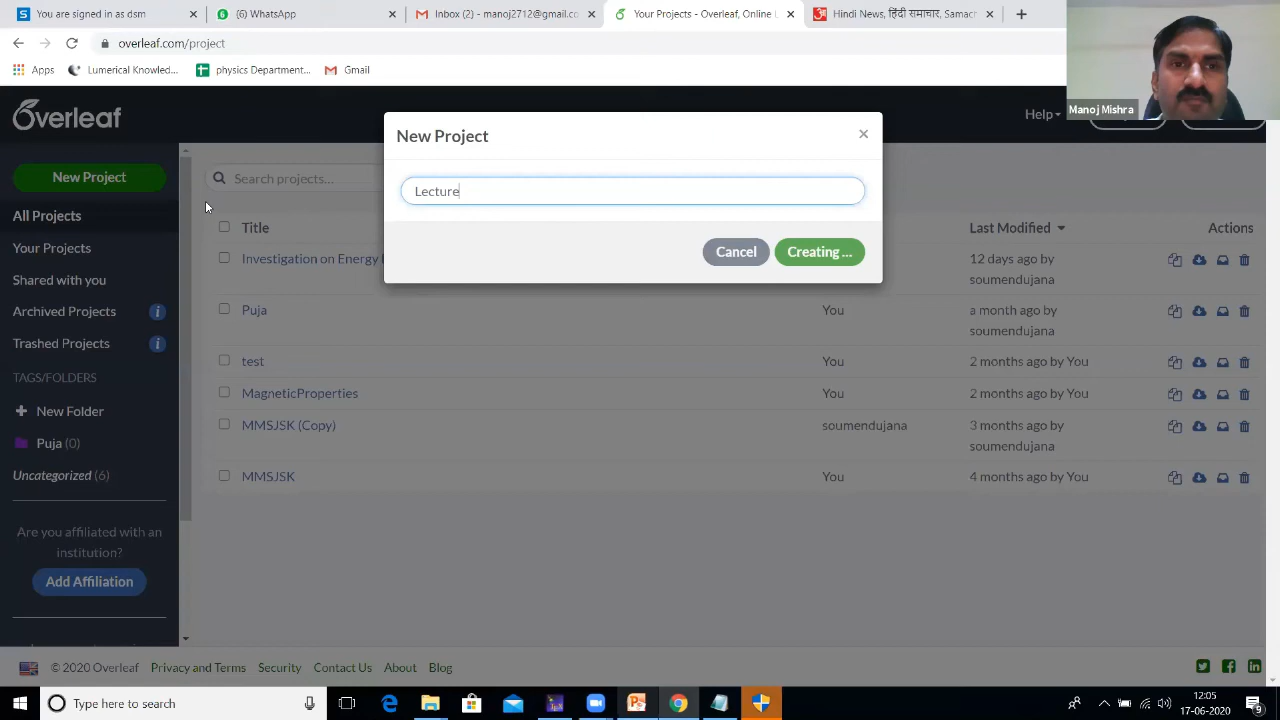 You are signed in dsm
(6) WhatsApp
Inbox (2) - manoj2712@gmail.co
Your Projects - Overleaf, Online L
Hindi News, हिंदी समाचार, Samach
overleaf.com/project
Apps
Lumerical Knowled...
physics Department...
Gmail
Manoj Mishra
Overleaf
Help
New Project
Lecture
Cancel
Creating ...
New Project
All Projects
Your Projects
Shared with you
Archived Projects
Trashed Projects
TAGS/FOLDERS
New Folder
Puja (0)
Uncategorized (6)
Are you affiliated with an
institution?
Add Affiliation
Search projects...
Title
Last Modified
Actions
Investigation on Energy
12 days ago by
soumendujana
Puja
You
a month ago by
soumendujana
test
You
2 months ago by You
MagneticProperties
You
2 months ago by You
MMSJSK (Copy)
soumendujana
3 months ago by
soumendujana
MMSJSK
You
4 months ago by You
© 2020 Overleaf
Privacy and Terms
Security
Contact Us
About
Blog
Type here to search
12:05
17-06-2020